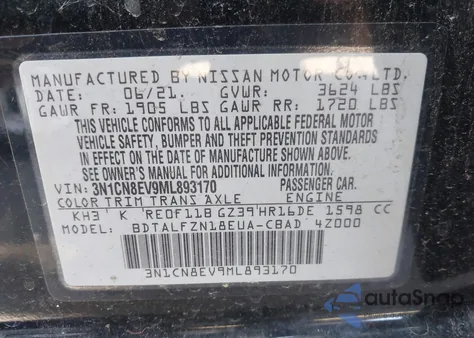 MANUFACTURED BY NISSAN MOTOR CO., LTD.
DATE: 06/21. GVWR: 3624 LBS
GAWR FR: 1905 LBS GAWR RR: 1720 LBS
THIS VEHICLE CONFORMS TO ALL APPLICABLE FEDERAL MOTOR
VEHICLE SAFETY, BUMPER AND THEFT PREVENTION STANDARDS
IN EFFECT ON THE DATE OF MANUFACTURE SHOWN ABOVE.
SEE OWNER'S MANUAL FOR ADDITIONAL INFORMATION.
VIN: 3N1CN8EV9ML893170 PASSENGER CAR.
COLOR TRIM TRANS AXLE ENGINE
KH3 K RE0F11B GZ39 HR16DE 1598 CC
MODEL: BDTALFZN18EUA-CBAD 4Z000
3N1CN8EV9ML893170
autaSnap